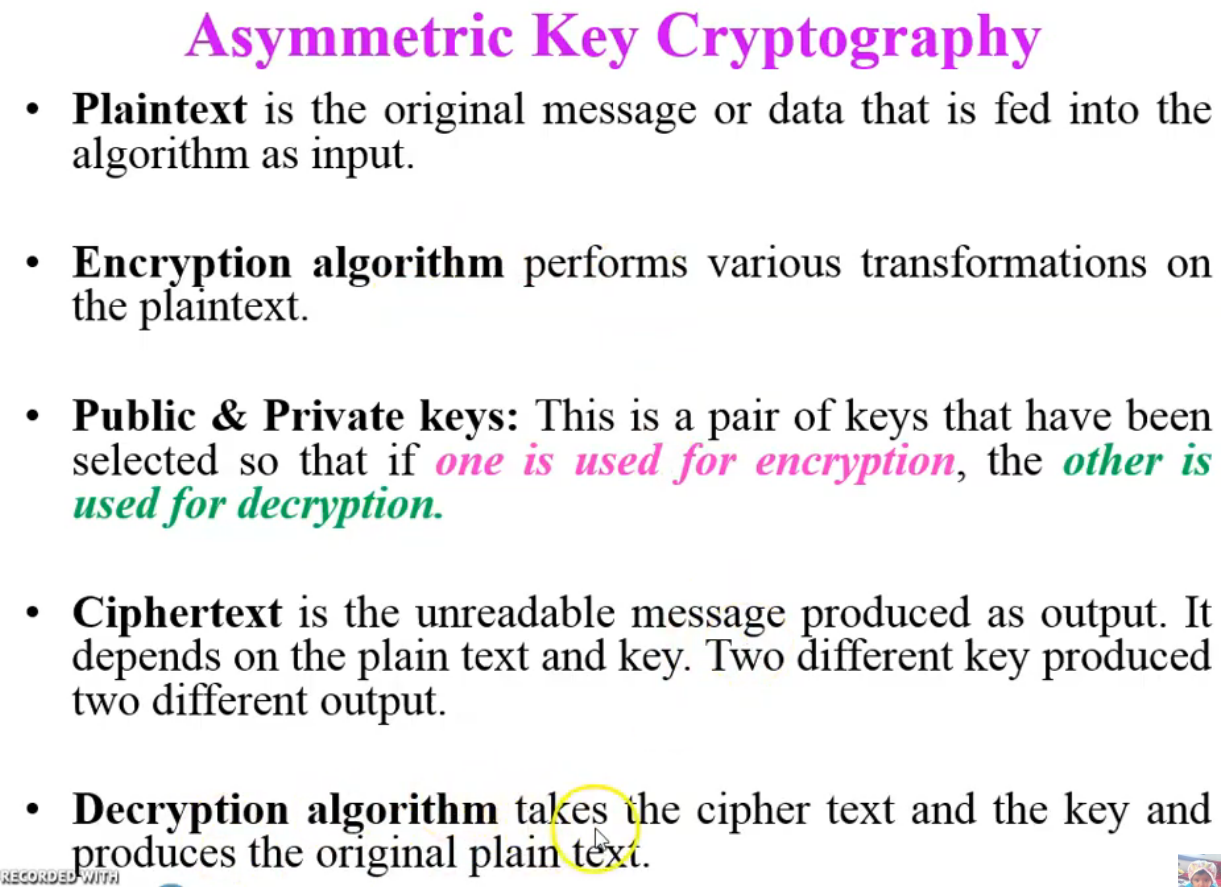 Asymmetric Key Cryptography
• Plaintext is the original message or data that is fed into the
algorithm as input.
• Encryption algorithm performs various transformations on
the plaintext.
• Public & Private keys: This is a pair of keys that have been
selected so that if one is used for encryption, the other is
used for decryption.
• Ciphertext is the unreadable message produced as output. It
depends on the plain text and key. Two different key produced
two different output.
• Decryption algorithm takes the cipher text and the key and
produces the original plain text.
RECORDED WITH